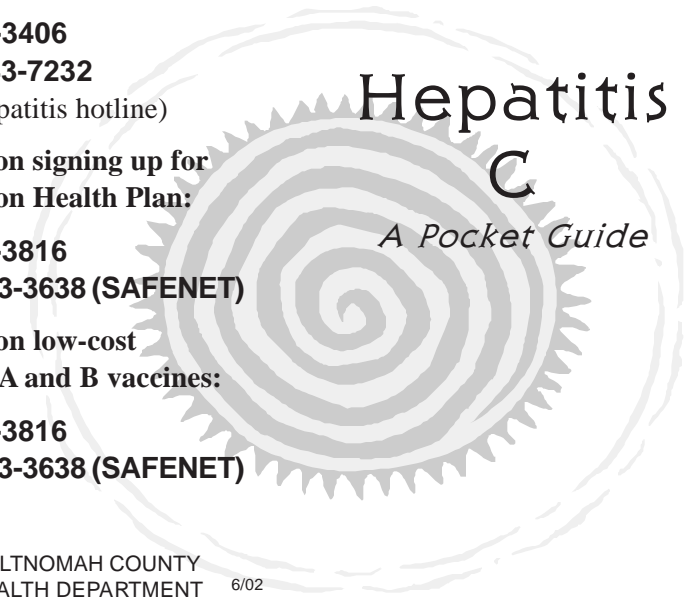 -3406
3-7232
patitis hotline)
on signing up for
on Health Plan:
-3816
3-3638 (SAFENET)
on low-cost
A and B vaccines:
-3816
3-3638 (SAFENET)
LTNOMAH COUNTY
ALTH DEPARTMENT 6/02
Hepatitis
C
A Pocket Guide